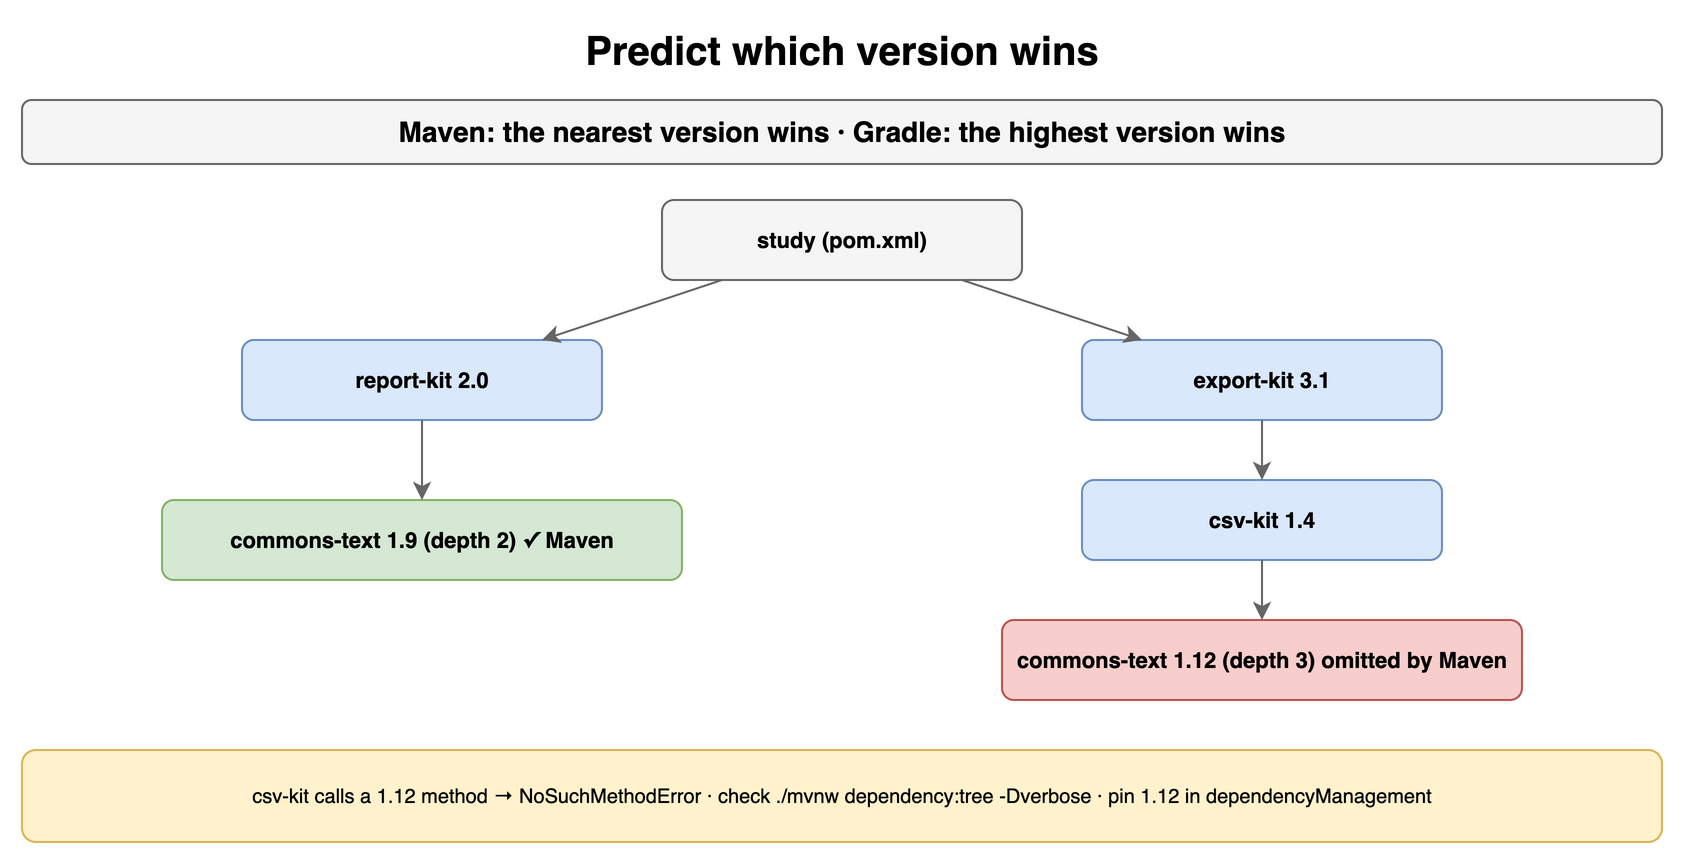 Predict which version wins
Maven: the nearest version wins · Gradle: the highest version wins
study (pom.xml)
report-kit 2.0
export-kit 3.1
csv-kit 1.4
commons-text 1.9 (depth 2) ✓ Maven
commons-text 1.12 (depth 3) omitted by Maven
csv-kit calls a 1.12 method → NoSuchMethodError · check ./mvnw dependency:tree -Dverbose · pin 1.12 in dependencyManagement